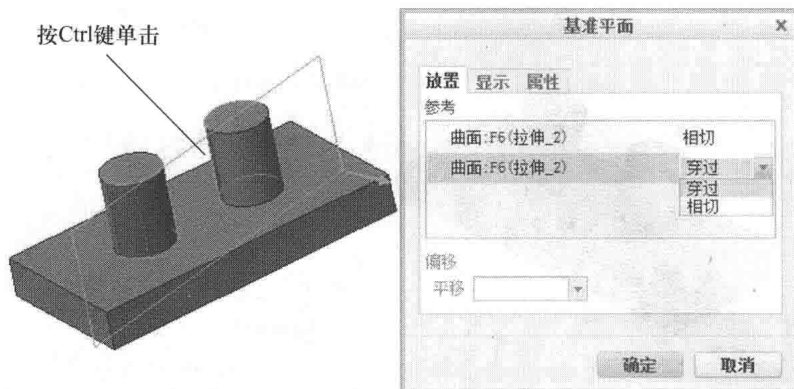 按Ctrl键单击
基准平面
放置 显示 属性
参考
曲面:F6(拉伸_2) 相切
曲面:F6(拉伸_2) 穿过
穿过
相切
偏移
平移
确定 取消